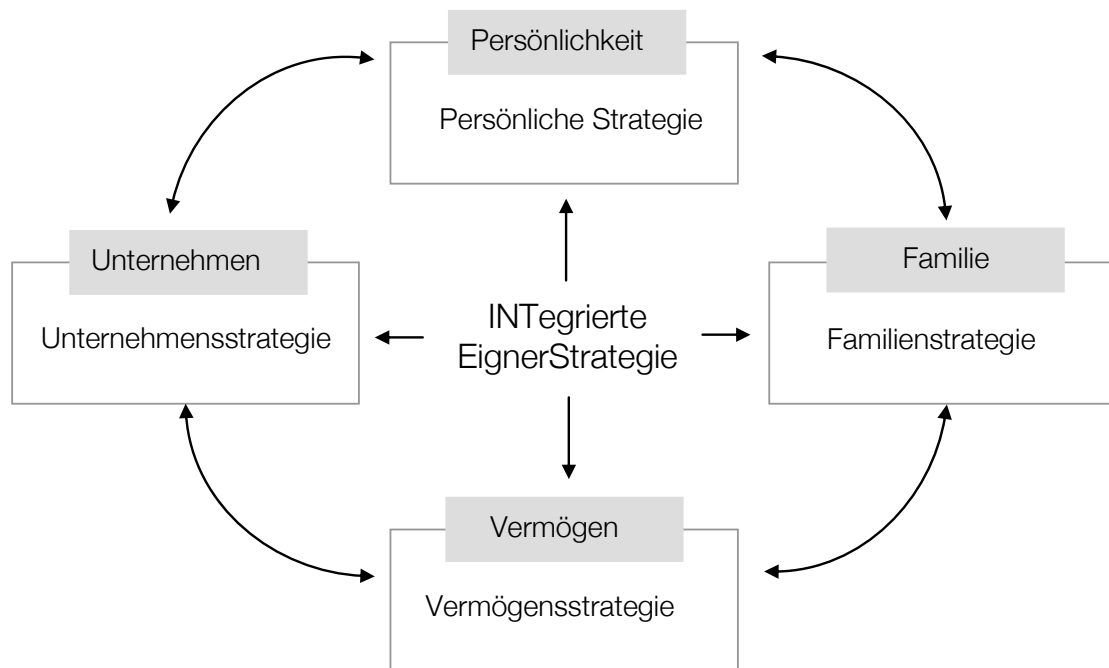 Persönlichkeit
Persönliche Strategie
Unternehmen
Unternehmensstrategie
INTegrierte
EignerStrategie
Familie
Familienstrategie
Vermögen
Vermögensstrategie